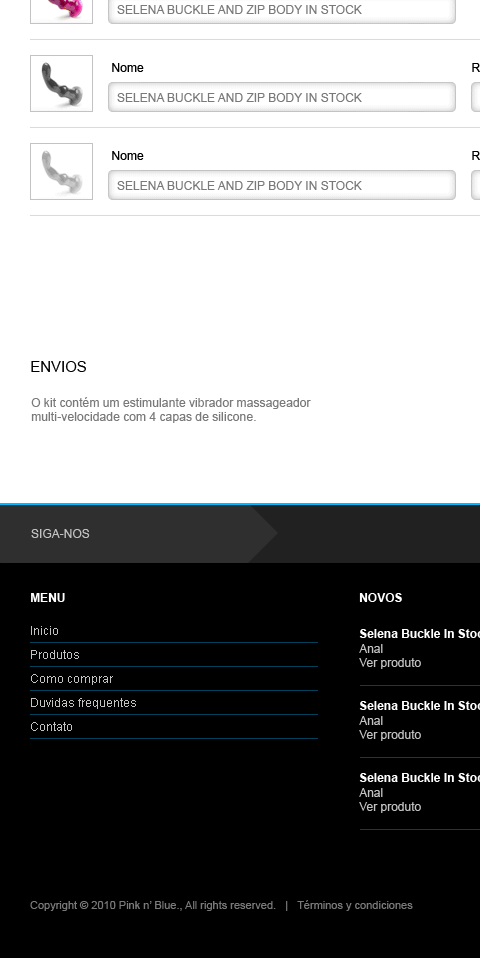 SELENA BUCKLE AND ZIP BODY IN STOCK
Nome
R
SELENA BUCKLE AND ZIP BODY IN STOCK
Nome
R
SELENA BUCKLE AND ZIP BODY IN STOCK
ENVIOS
O kit contêm um estimulante vibrador massageador
multi-velocidade com 4 capas de silicone.
SIGA-NOS
MENU
Inicio
Produtos
Como comprar
Duvidas frequentes
Contato
NOVOS
Selena Buckle In Stoc
Anal
Ver produto
Selena Buckle In Stoc
Anal
Ver produto
Selena Buckle In Stoc
Anal
Ver produto
Copyright © 2010 Pink n' Blue., All rights reserved. | Términos y condiciones